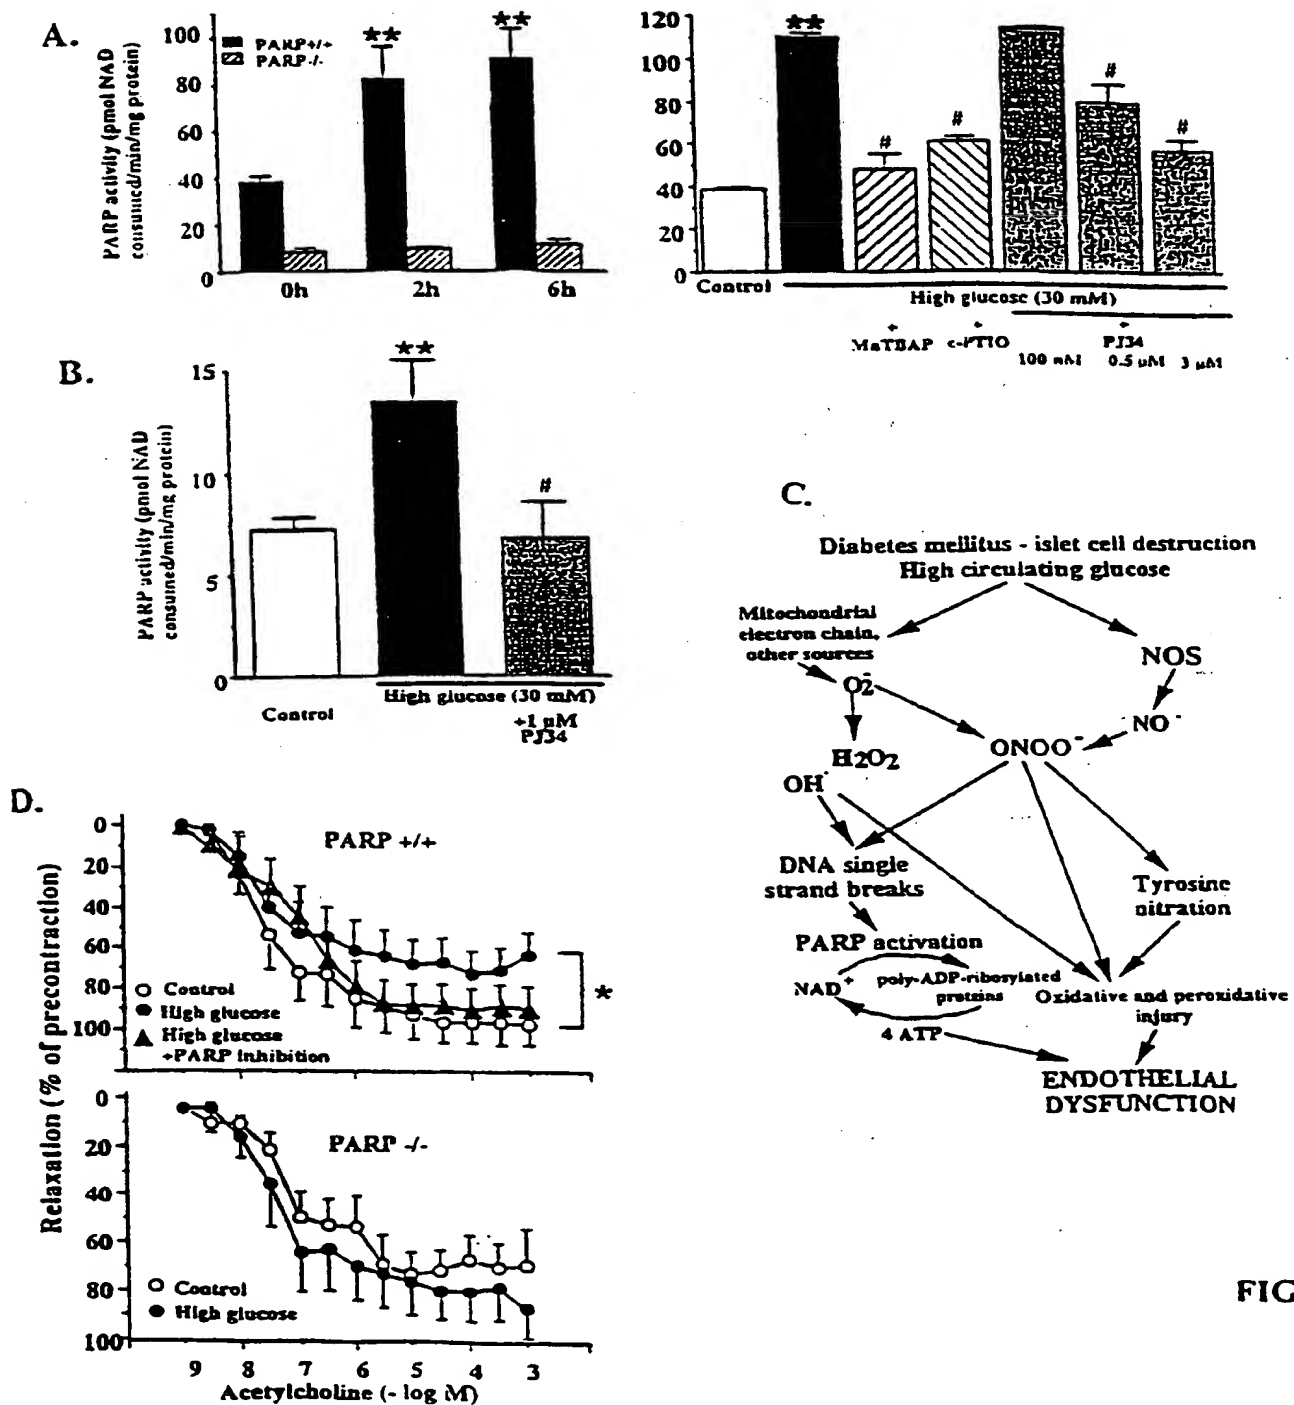 A.
PARP activity (pmol NAD
consumed/min/mg protein)
100
80
60
40
20
0
PARP+/+
PARP-/-
**
**
0h
2h
6h
120
100
80
60
40
20
0
**
#
#
#
#
Control
High glucose (30 mM)
+
+
+
MnTBAP
c-PTIO
PJ34
100 nM
0.5 µM
3 µM
B.
PARP activity (pmol NAD
consumed/min/mg protein)
15
10
5
0
**
#
Control
High glucose (30 mM)
+1 µM
PJ34
C.
Diabetes mellitus - islet cell destruction
High circulating glucose
Mitochondrial
electron chain,
other sources
NOS
O2-
NO-
H2O2
ONOO-
OH·
DNA single
strand breaks
Tyrosine
nitration
PARP activation
NAD+
poly-ADP-ribosylated
proteins
Oxidative and peroxidative
injury
4 ATP
ENDOTHELIAL
DYSFUNCTION
D.
Relaxation (% of precontraction)
0
20
40
60
80
100
PARP +/+
Control
High glucose
High glucose
+PARP inhibition
*
0
20
40
60
80
100
PARP -/-
Control
High glucose
9 8 7 6 5 4 3
Acetylcholine (- log M)
FIG